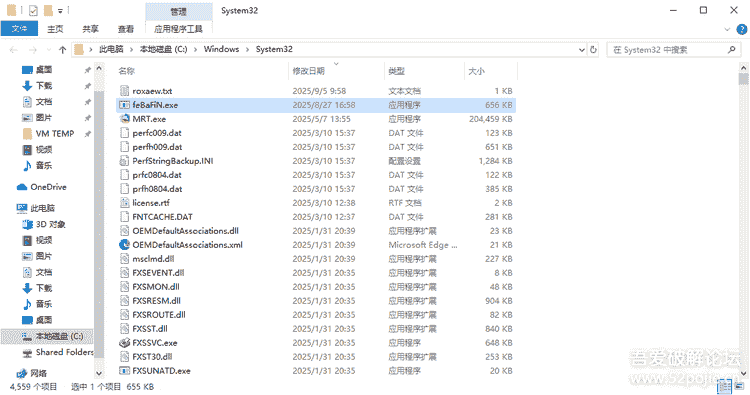 管理
System32
文件
主页
共享
查看
应用程序工具
此电脑 › 本地磁盘 (C:) › Windows › System32
在 System32 中搜索
名称 修改日期 类型 大小
桌面
下载
文档
图片
VM TEMP
视频
音乐
OneDrive
此电脑
3D 对象
视频
图片
文档
下载
音乐
桌面
本地磁盘 (C:)
Shared Folders
网络
roxaew.txt 2025/9/5 9:58 文本文档 1 KB
feBaFiN.exe 2025/8/27 16:58 应用程序 656 KB
MRT.exe 2025/5/7 13:55 应用程序 204,459 KB
perfc009.dat 2025/3/10 15:37 DAT 文件 123 KB
perfh009.dat 2025/3/10 15:37 DAT 文件 651 KB
PerfStringBackup.INI 2025/3/10 15:37 配置设置 1,284 KB
prfc0804.dat 2025/3/10 15:37 DAT 文件 122 KB
prfh0804.dat 2025/3/10 15:37 DAT 文件 385 KB
license.rtf 2025/3/10 12:38 RTF 文档 2 KB
FNTCACHE.DAT 2025/3/10 12:37 DAT 文件 281 KB
OEMDefaultAssociations.dll 2025/1/31 20:39 应用程序扩展 23 KB
OEMDefaultAssociations.xml 2025/1/31 20:39 Microsoft Edge ... 21 KB
msclmd.dll 2025/1/31 20:39 应用程序扩展 227 KB
FXSEVENT.dll 2025/1/31 20:35 应用程序扩展 8 KB
FXSMON.dll 2025/1/31 20:35 应用程序扩展 48 KB
FXSRESM.dll 2025/1/31 20:35 应用程序扩展 904 KB
FXSROUTE.dll 2025/1/31 20:35 应用程序扩展 82 KB
FXSST.dll 2025/1/31 20:35 应用程序扩展 840 KB
FXSSVC.exe 2025/1/31 20:35 应用程序 648 KB
FXST30.dll 2025/1/31 20:35 应用程序扩展 253 KB
FXSUNATD.exe 2025/1/31 20:35 应用程序 20 KB
4,559 个项目 选中 1 个项目 655 KB
吾爱破解论坛
www.52pojie.cn